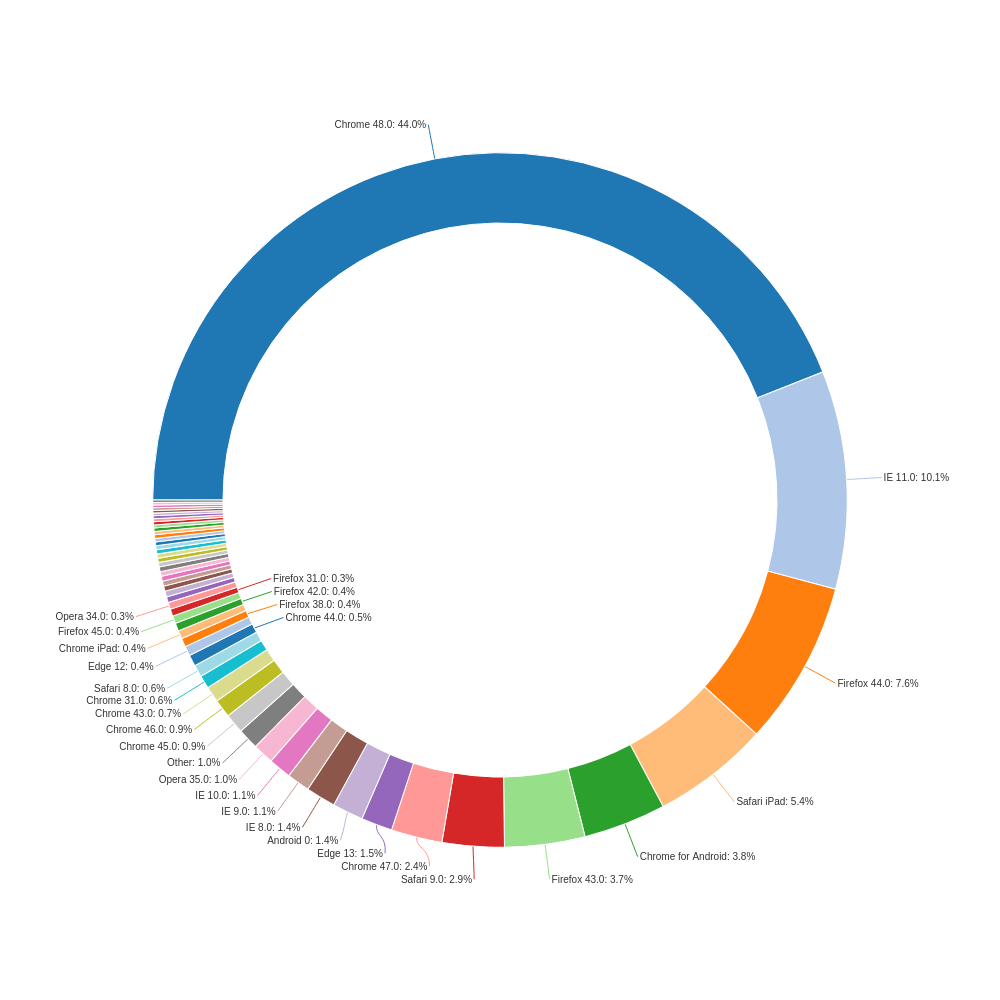 Chrome 48.0: 44.0%
IE 11.0: 10.1%
Firefox 44.0: 7.6%
Safari iPad: 5.4%
Chrome for Android: 3.8%
Firefox 43.0: 3.7%
Safari 9.0: 2.9%
Chrome 47.0: 2.4%
Edge 13: 1.5%
Android 0: 1.4%
IE 8.0: 1.4%
IE 9.0: 1.1%
IE 10.0: 1.1%
Opera 35.0: 1.0%
Other: 1.0%
Chrome 45.0: 0.9%
Chrome 46.0: 0.9%
Chrome 43.0: 0.7%
Chrome 31.0: 0.6%
Safari 8.0: 0.6%
Chrome 44.0: 0.5%
Edge 12: 0.4%
Firefox 38.0: 0.4%
Chrome iPad: 0.4%
Firefox 42.0: 0.4%
Firefox 45.0: 0.4%
Firefox 31.0: 0.3%
Opera 34.0: 0.3%